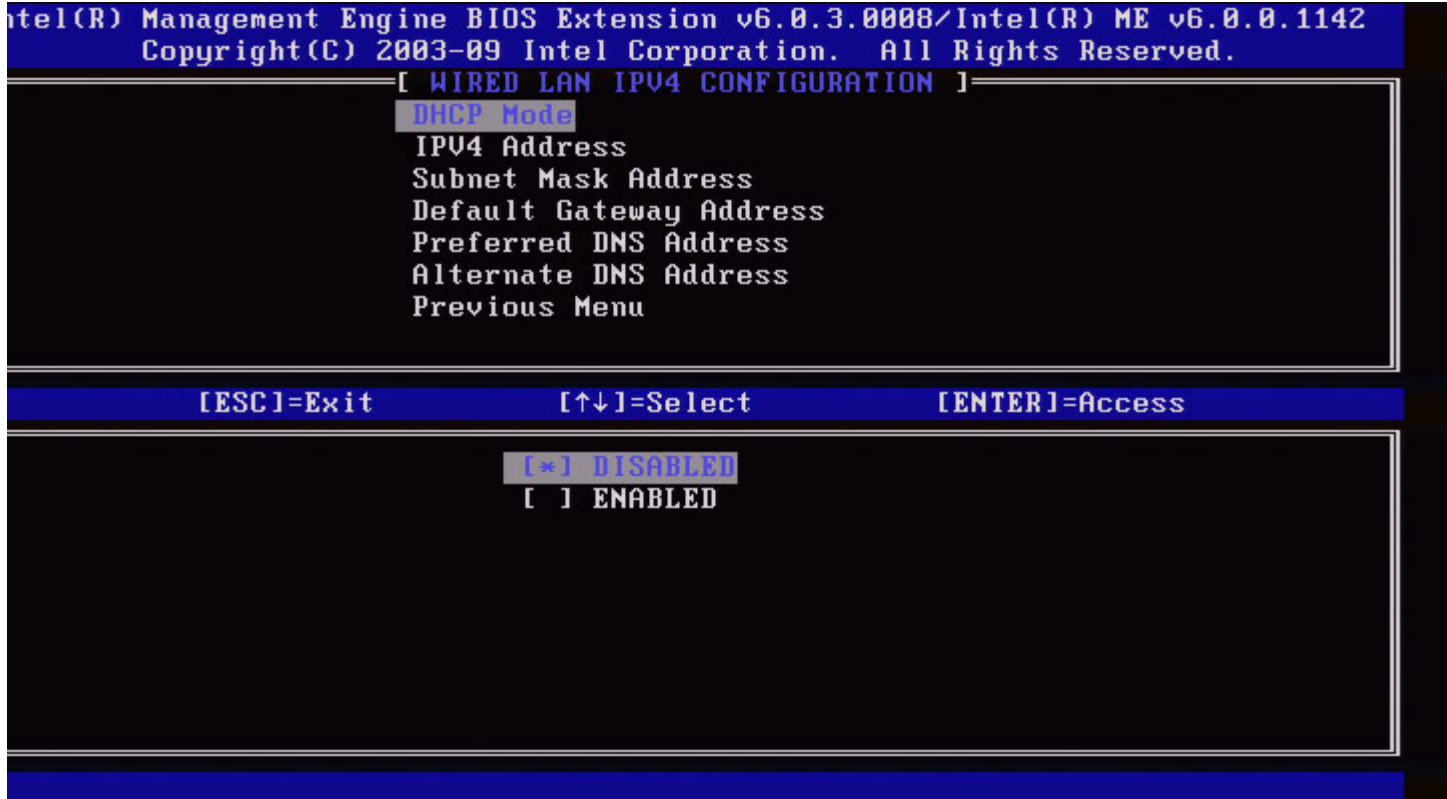 ntel(R) Management Engine BIOS Extension v6.0.3.0008/Intel(R) ME v6.0.0.1142
Copyright(C) 2003-09 Intel Corporation. All Rights Reserved.
[ WIRED LAN IPV4 CONFIGURATION ]
DHCP Mode
IPV4 Address
Subnet Mask Address
Default Gateway Address
Preferred DNS Address
Alternate DNS Address
Previous Menu
[ESC]=Exit [↑↓]=Select [ENTER]=Access
[*] DISABLED
[ ] ENABLED